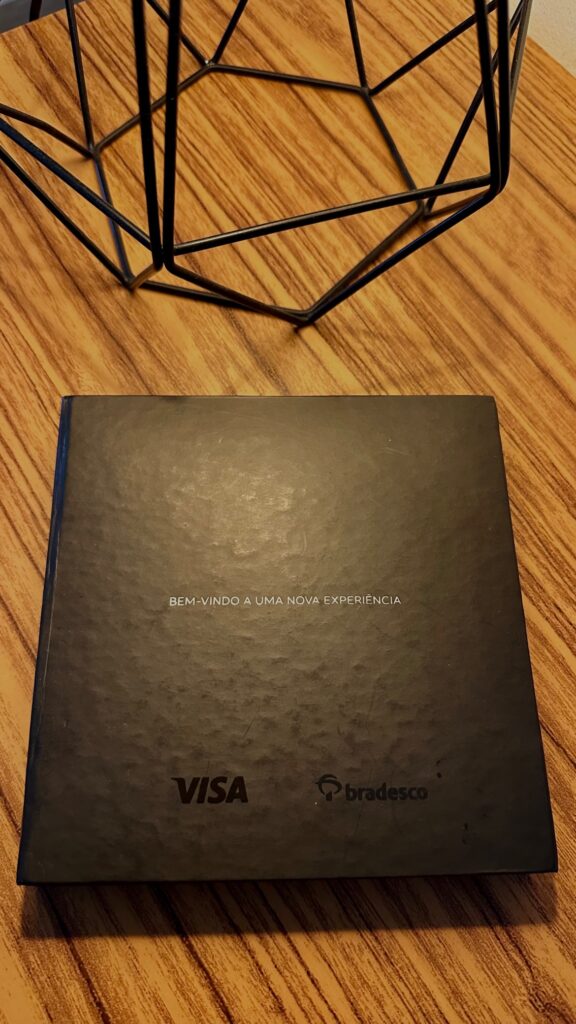 BEM-VINDO A UMA NOVA EXPERIÊNCIA
VISA bradesco